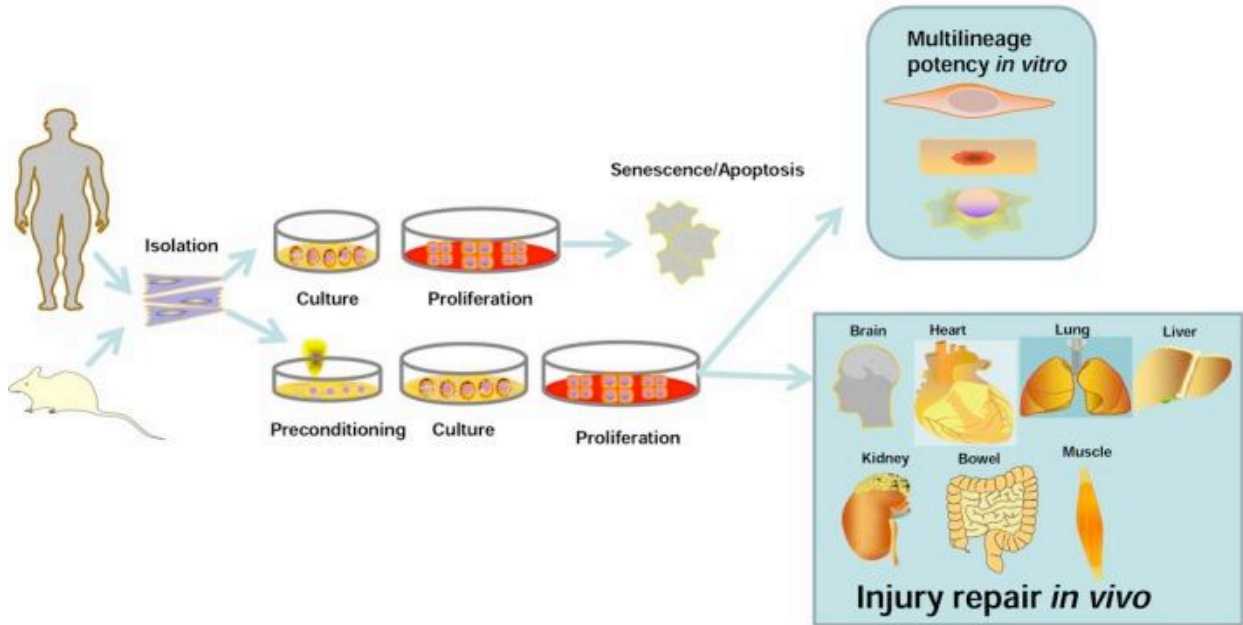 Multilineage
potency in vitro
Senescence/Apoptosis
Isolation
Culture
Proliferation
Preconditioning
Culture
Proliferation
Brain
Heart
Lung
Liver
Kidney
Bowel
Muscle
Injury repair in vivo